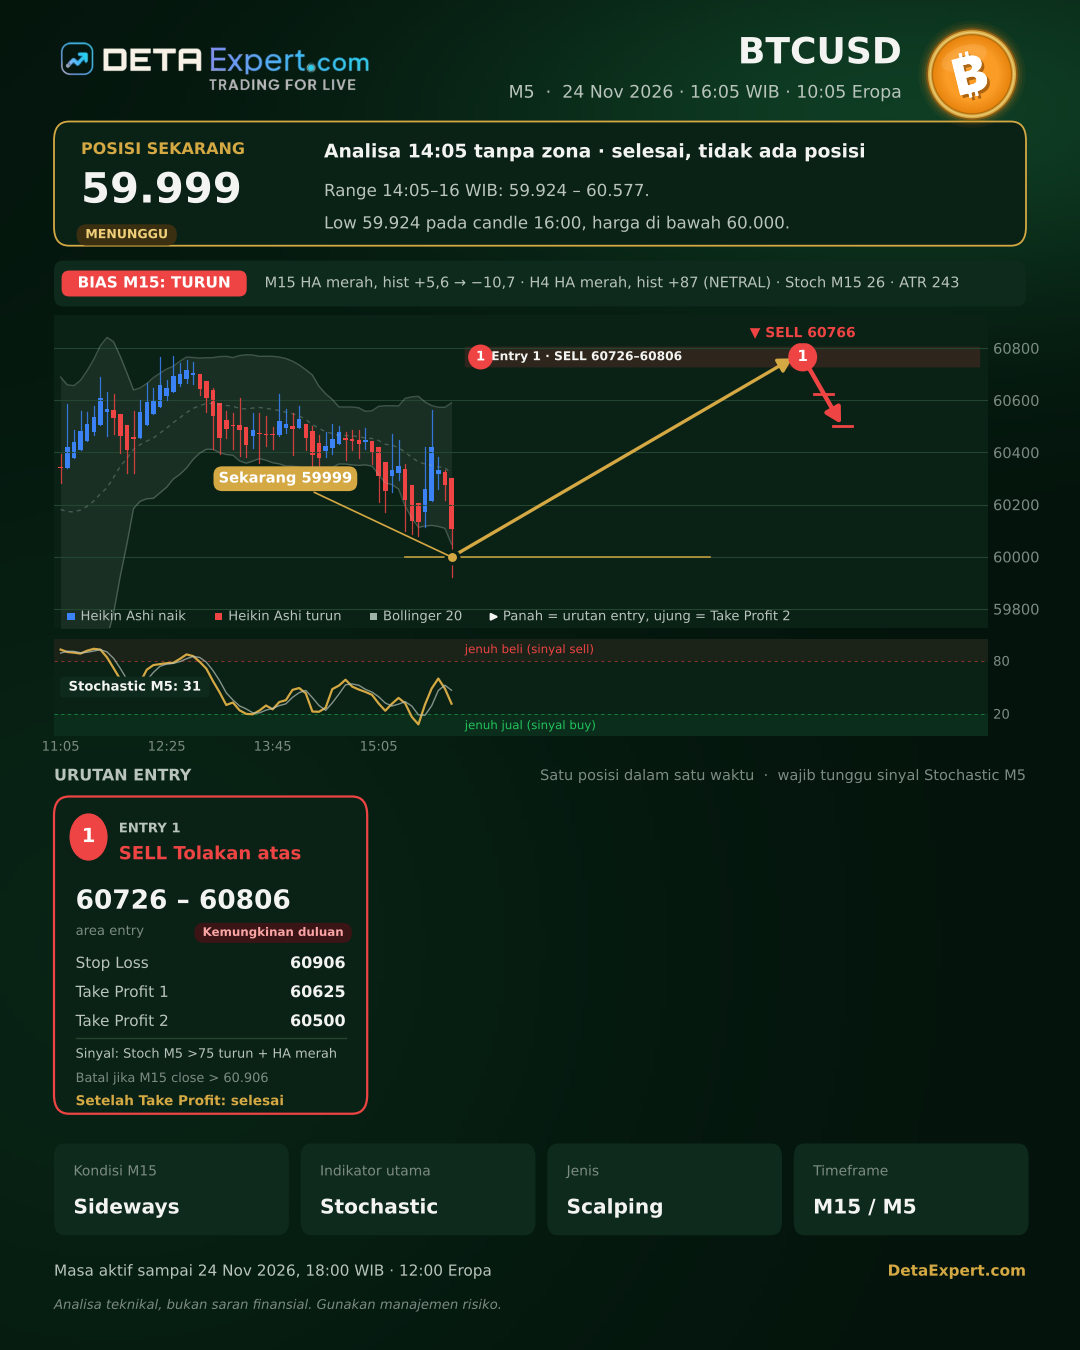 DETA Expert.com
TRADING FOR LIVE
BTCUSD
M5 · 24 Nov 2026 · 16:05 WIB · 10:05 Eropa
POSISI SEKARANG
59.999
MENUNGGU
Analisa 14:05 tanpa zona · selesai, tidak ada posisi
Range 14:05–16 WIB: 59.924 – 60.577.
Low 59.924 pada candle 16:00, harga di bawah 60.000.
BIAS M15: TURUN
M15 HA merah, hist +5,6 → −10,7 · H4 HA merah, hist +87 (NETRAL) · Stoch M15 26 · ATR 243
▼ SELL 60766
1 Entry 1 · SELL 60726–60806
1
60800
60600
60400
60200
60000
59800
Sekarang 59999
Heikin Ashi naik
Heikin Ashi turun
Bollinger 20
Panah = urutan entry, ujung = Take Profit 2
jenuh beli (sinyal sell)
80
Stochastic M5: 31
20
jenuh jual (sinyal buy)
11:05 12:25 13:45 15:05
URUTAN ENTRY
Satu posisi dalam satu waktu · wajib tunggu sinyal Stochastic M5
1
ENTRY 1
SELL Tolakan atas
60726 – 60806
area entry
Kemungkinan duluan
Stop Loss 60906
Take Profit 1 60625
Take Profit 2 60500
Sinyal: Stoch M5 >75 turun + HA merah
Batal jika M15 close > 60.906
Setelah Take Profit: selesai
Kondisi M15
Sideways
Indikator utama
Stochastic
Jenis
Scalping
Timeframe
M15 / M5
Masa aktif sampai 24 Nov 2026, 18:00 WIB · 12:00 Eropa
DetaExpert.com
Analisa teknikal, bukan saran finansial. Gunakan manajemen risiko.